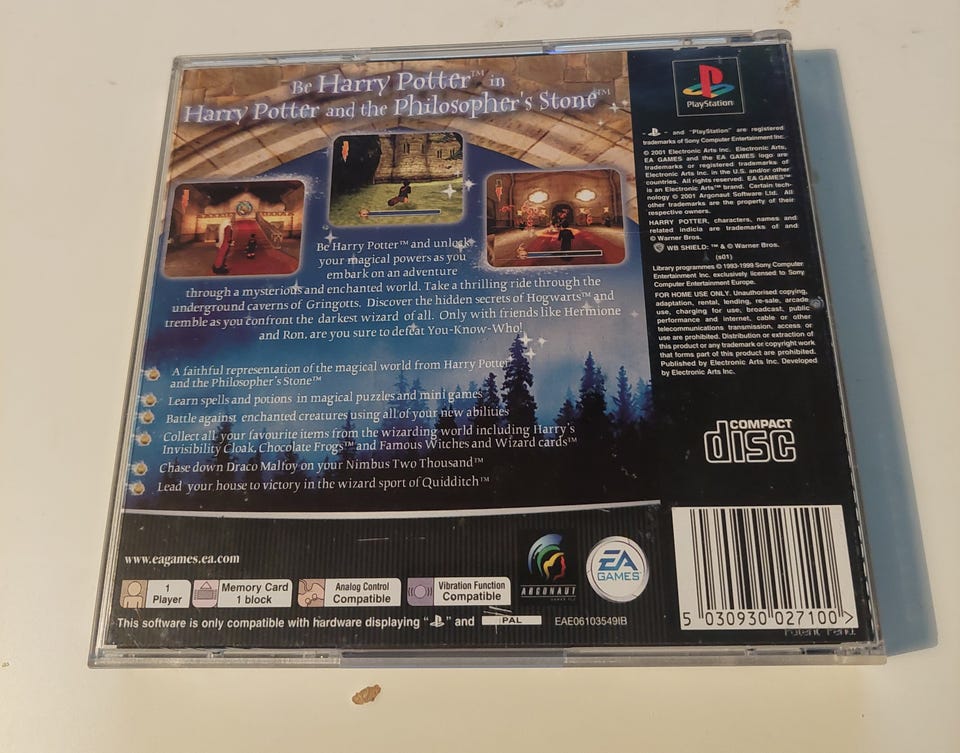 Be Harry Potter™ in
Harry Potter and the Philosopher's Stone™
Be Harry Potter™ and unlock
your magical powers as you
embark on an adventure
through a mysterious and enchanted world. Take a thrilling ride through the
underground caverns of Gringotts. Discover the hidden secrets of Hogwarts™ and
tremble as you confront the darkest wizard of all. Only with friends like Hermione
and Ron, are you sure to defeat You-Know-Who!
A faithful representation of the magical world from Harry Potter
and the Philosopher's Stone™
Learn spells and potions in magical puzzles and mini games
Battle against enchanted creatures using all of your new abilities
Collect all your favourite items from the wizarding world including Harry's
Invisibility Cloak, Chocolate Frogs™ and Famous Witches and Wizard cards™
Chase down Draco Malfoy on your Nimbus Two Thousand™
Lead your house to victory in the wizard sport of Quidditch™
www.eagames.ea.com
1
Player
Memory Card
1 block
Analog Control
Compatible
Vibration Function
Compatible
This software is only compatible with hardware displaying " " and PAL
EAE06103549IB
ARGONAUT
EA
GAMES™
PlayStation
- - and "PlayStation" are registered
trademarks of Sony Computer Entertainment Inc.
© 2001 Electronic Arts Inc. Electronic Arts,
EA GAMES and the EA GAMES logo are
trademarks or registered trademarks of
Electronic Arts Inc. in the U.S. and/or other
countries. All rights reserved. EA GAMES™
is an Electronic Arts™ brand. Certain tech-
nology © 2001 Argonaut Software Ltd. All
other trademarks are the property of their
respective owners.
HARRY POTTER, characters, names and
related indicia are trademarks of and
© Warner Bros.
WB SHIELD: ™ & © Warner Bros.
(s01)
Library programmes © 1993-1999 Sony Computer
Entertainment Inc. exclusively licensed to Sony
Computer Entertainment Europe.
FOR HOME USE ONLY. Unauthorised copying,
adaptation, rental, lending, re-sale, arcade
use, charging for use, broadcast, public
performance and internet, cable or other
telecommunications transmission, access or
use are prohibited. Distribution or extraction of
this product or any trademark or copyright work
that forms part of this product are prohibited.
Published by Electronic Arts Inc. Developed
by Electronic Arts Inc.
COMPACT
disc
5 030930 027100 >
Patent Pend.